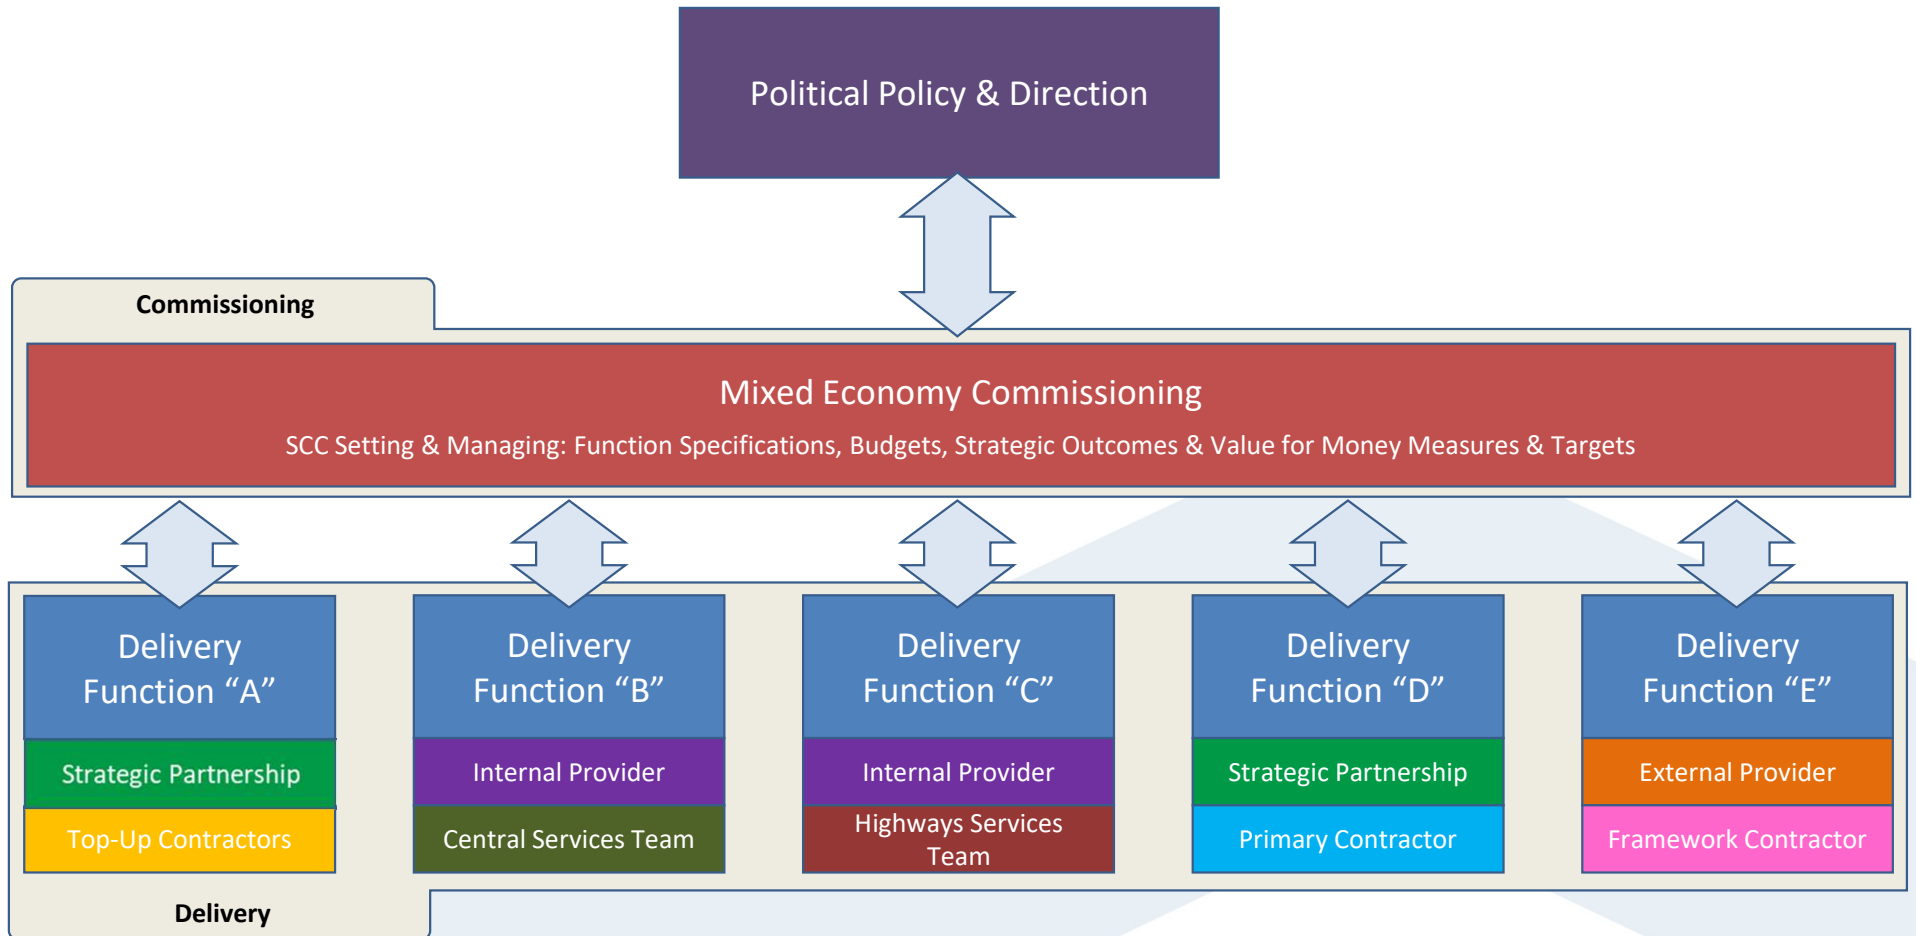 Political Policy & Direction
Commissioning
Mixed Economy Commissioning
SCC Setting & Managing: Function Specifications, Budgets, Strategic Outcomes & Value for Money Measures & Targets
Delivery
Function “A”
Strategic Partnership
Top-Up Contractors
Delivery
Function “B”
Internal Provider
Central Services Team
Delivery
Function “C”
Internal Provider
Highways Services
Team
Delivery
Function “D”
Strategic Partnership
Primary Contractor
Delivery
Function “E”
External Provider
Framework Contractor
Delivery